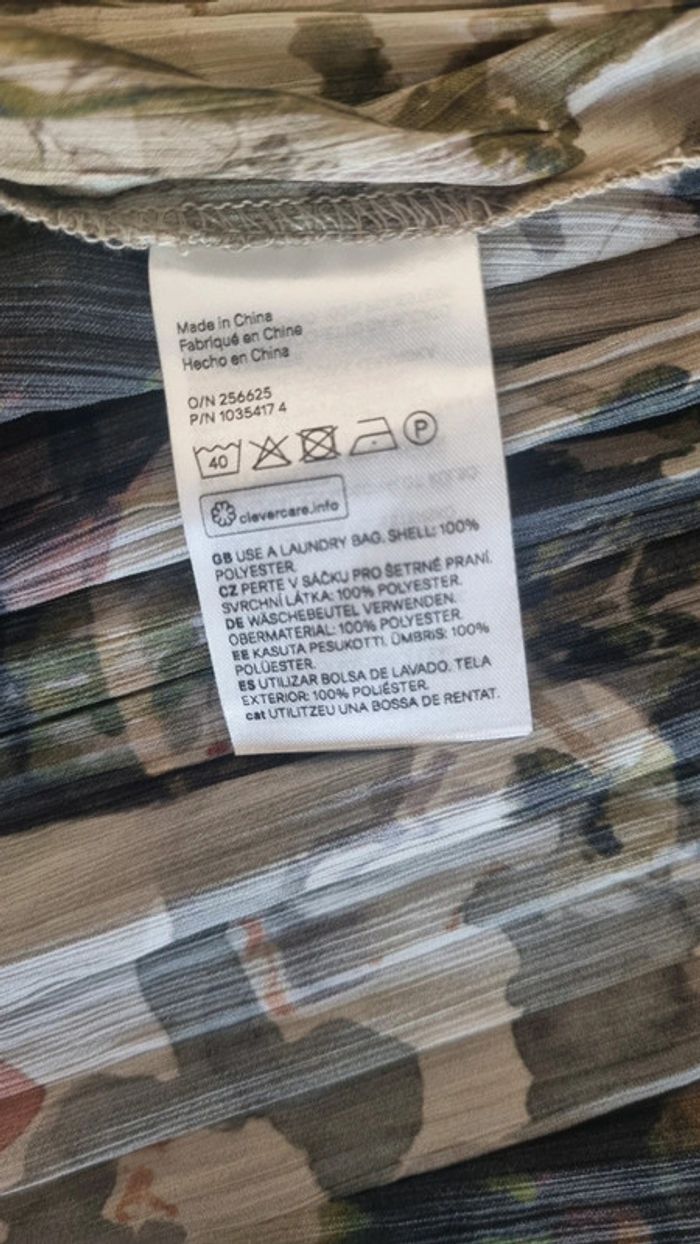 Made in China
Fabriqué en Chine
Hecho en China
O/N 256625
P/N 1035417 4
40
P
clevercare.info
GB USE A LAUNDRY BAG. SHELL: 100%
POLYESTER.
CZ PERTE V SÁČKU PRO ŠETRNÉ PRANÍ.
SVRCHNÍ LÁTKA: 100% POLYESTER.
DE WÄSCHEBEUTEL VERWENDEN.
OBERMATERIAL: 100% POLYESTER.
EE KASUTA PESUKOTTI. ÜMBRIS: 100%
POLÜESTER.
ES UTILIZAR BOLSA DE LAVADO. TELA
EXTERIOR: 100% POLIÉSTER.
cat UTILITZEU UNA BOSSA DE RENTAT.